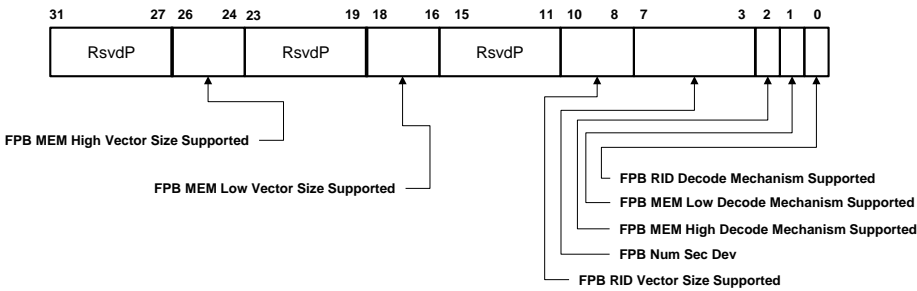 31 27 26 24 23 19 18 16 15 11 10 8 7 3 2 1 0
RsvdP RsvdP RsvdP
FPB MEM High Vector Size Supported
FPB MEM Low Vector Size Supported
FPB RID Decode Mechanism Supported
FPB MEM Low Decode Mechanism Supported
FPB MEM High Decode Mechanism Supported
FPB Num Sec Dev
FPB RID Vector Size Supported